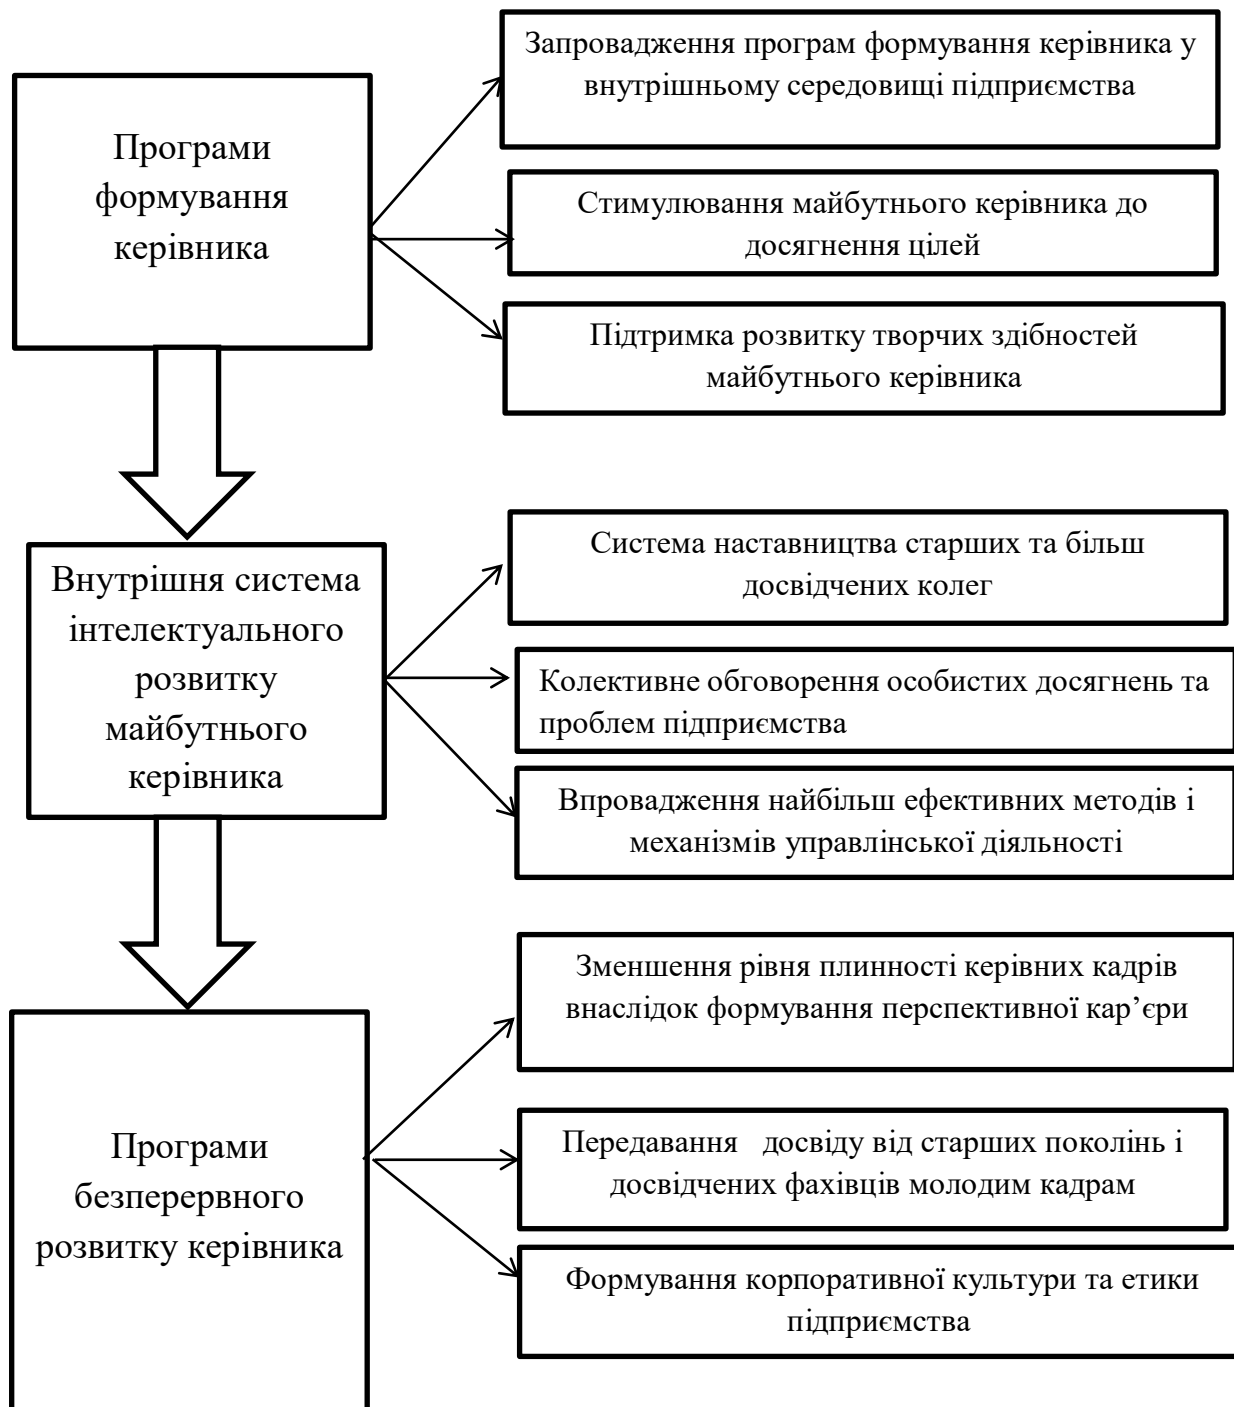 Програми
формування
керівника
Запровадження програм формування керівника у
внутрішньому середовищі підприємства
Стимулювання майбутнього керівника до
досягнення цілей
Підтримка розвитку творчих здібностей
майбутнього керівника
Внутрішня система
інтелектуального
розвитку
майбутнього
керівника
Система наставництва старших та більш
досвідчених колег
Колективне обговорення особистих досягнень та
проблем підприємства
Впровадження найбільш ефективних методів і
механізмів управлінської діяльності
Програми
безперервного
розвитку керівника
Зменшення рівня плинності керівних кадрів
внаслідок формування перспективної кар’єри
Передавання   досвіду від старших поколінь і
досвідчених фахівців молодим кадрам
Формування корпоративної культури та етики
підприємства